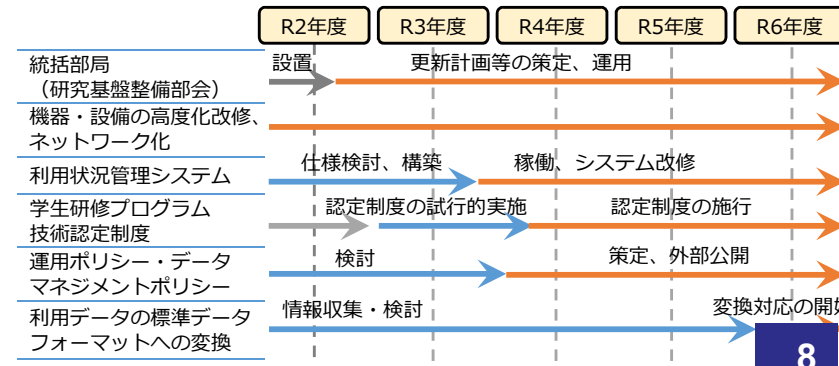 R2年度 R3年度 R4年度 R5年度 R6年度
統括部局
（研究基盤整備部会）
設置
更新計画等の策定、運用
機器・設備の高度化改修、
ネットワーク化
利用状況管理システム
仕様検討、構築
稼働、システム改修
学生研修プログラム
技術認定制度
認定制度の試行的実施
認定制度の施行
運用ポリシー・データ
マネジメントポリシー
検討
策定、外部公開
利用データの標準データ
フォーマットへの変換
情報収集・検討
変換対応の開始
8